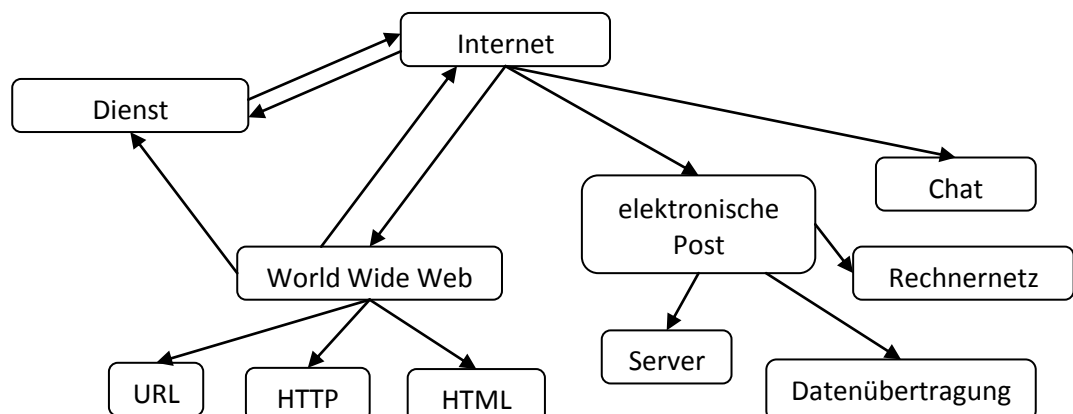 Internet
Dienst
Chat
elektronische
Post
World Wide Web
Rechnernetz
Server
URL
HTTP
HTML
Datenübertragung